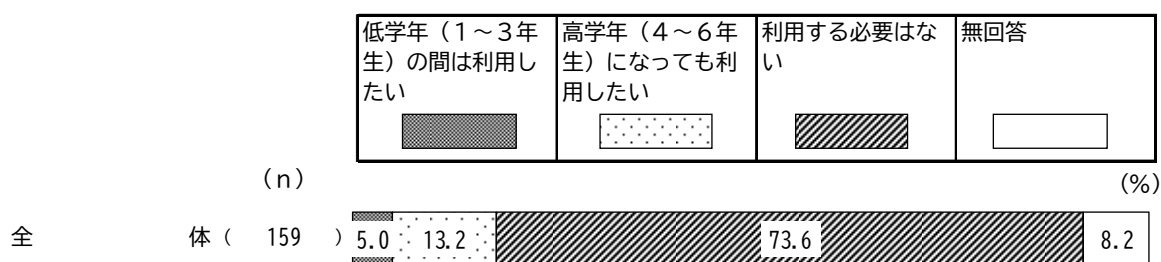 低学年（１～３年生）の間は利用したい
高学年（４～６年生）になっても利用したい
利用する必要はない
無回答
（ｎ）
(%)
全　　　体（　159　）
5.0
13.2
73.6
8.2